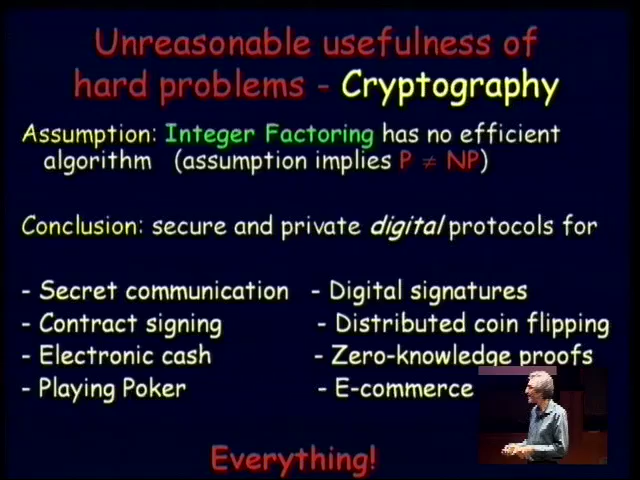 Unreasonable usefulness of
hard problems - Cryptography
Assumption: Integer Factoring has no efficient
algorithm (assumption implies P ≠ NP)
Conclusion: secure and private digital protocols for
- Secret communication - Digital signatures
- Contract signing - Distributed coin flipping
- Electronic cash - Zero-knowledge proofs
- Playing Poker - E-commerce
Everything!